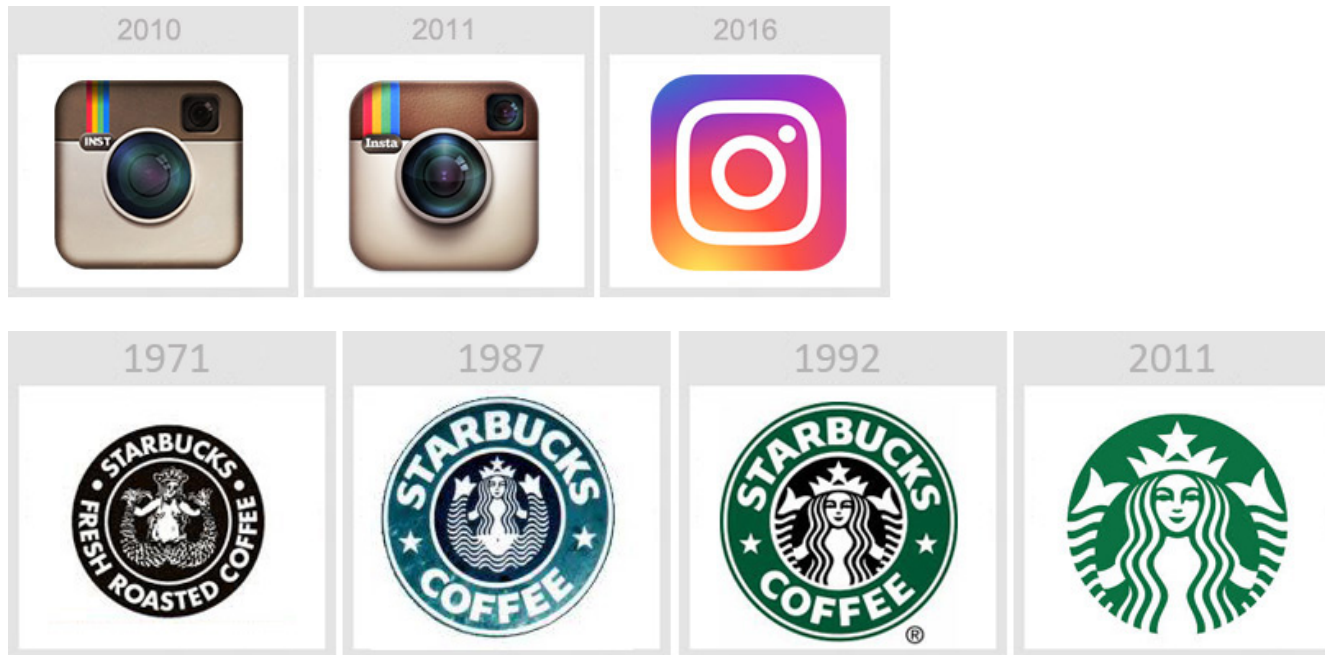 2010
2011
2016
INST
Insta
1971
1987
1992
2011
STARBUCKS
FRESH ROASTED COFFEE
STARBUCKS
COFFEE
STARBUCKS
COFFEE
®